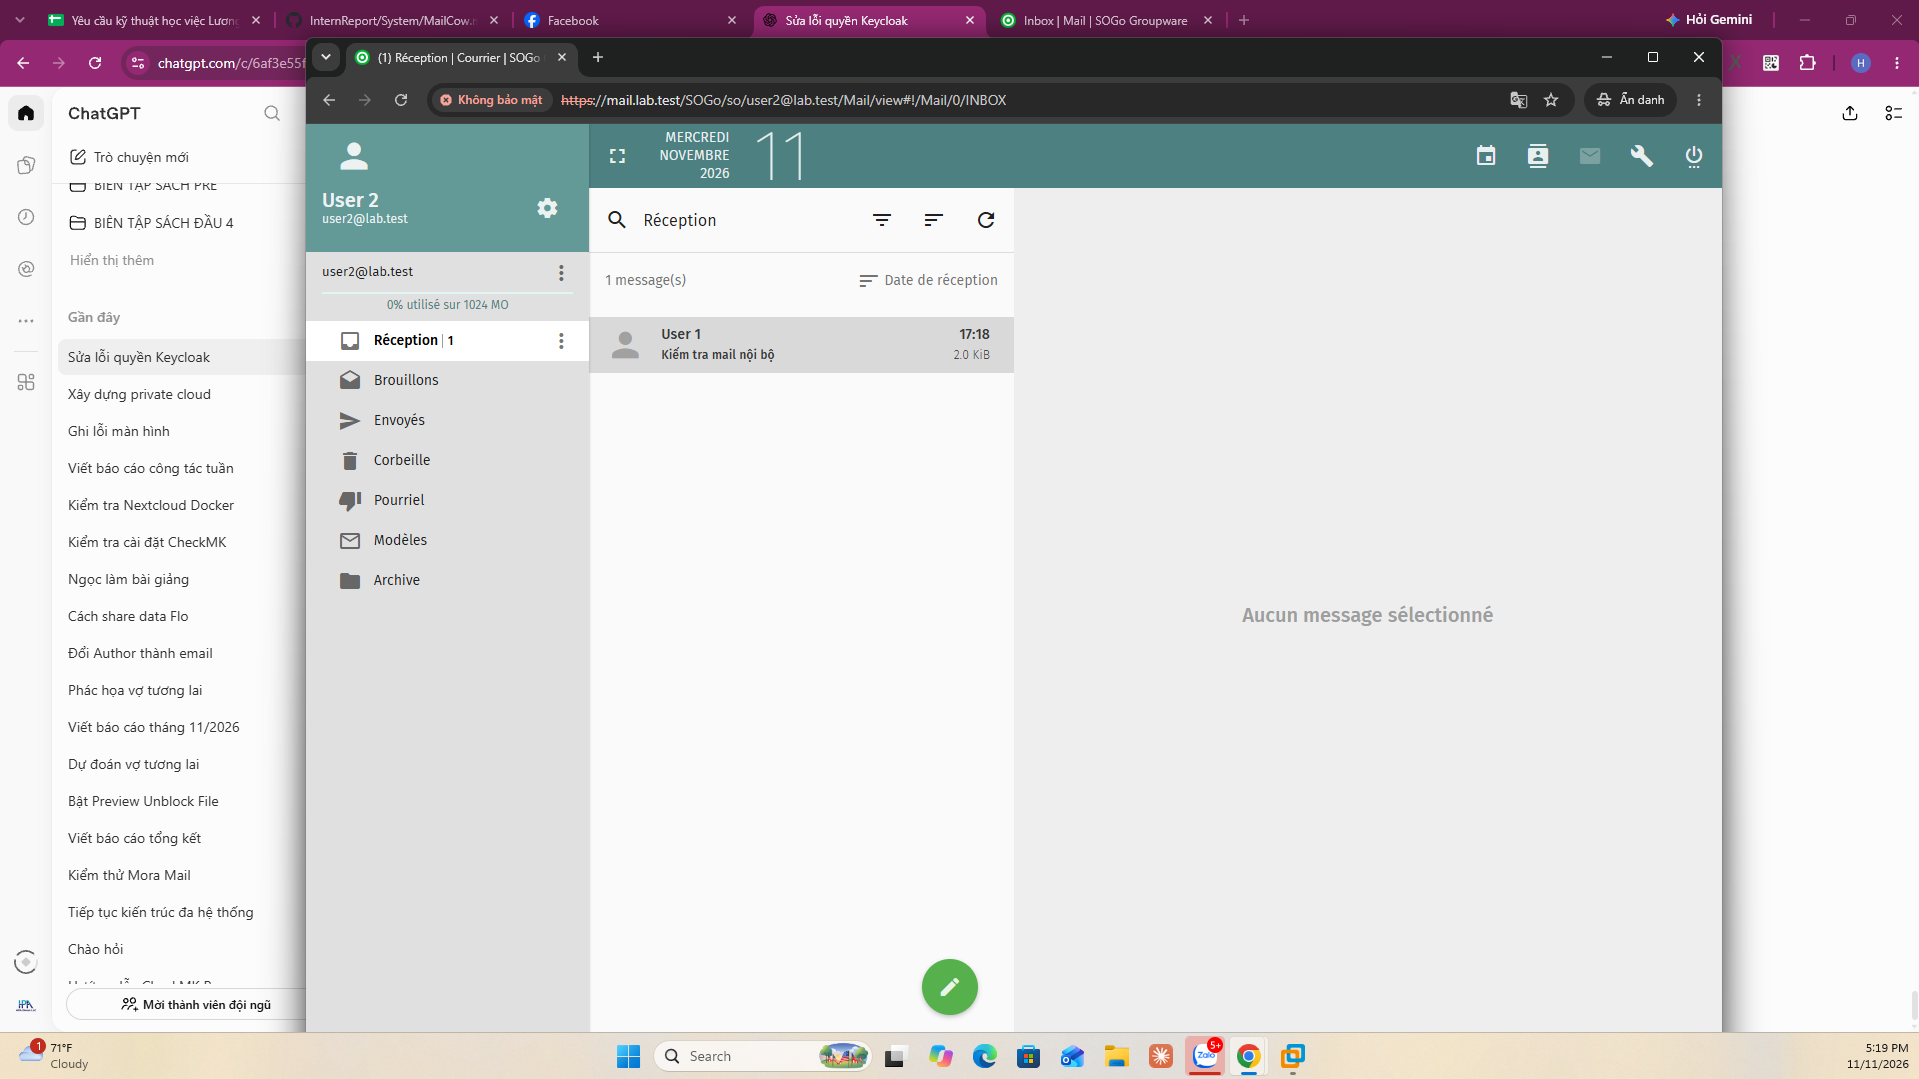 Yêu cầu kỹ thuật học việc Lươn
InternReport/System/MailCow.m
Facebook
Sửa lỗi quyền Keycloak
Inbox | Mail | SOGo Groupware
Hỏi Gemini
chatgpt.com/c/6af3e55f
H
(1) Réception | Courrier | SOGo
Không bảo mật
https://mail.lab.test/SOGo/so/user2@lab.test/Mail/view#!/Mail/0/INBOX
Ẩn danh
ChatGPT
Trò chuyện mới
BIÊN TẬP SÁCH PRE
BIÊN TẬP SÁCH ĐẦU 4
Hiển thị thêm
Gần đây
Sửa lỗi quyền Keycloak
Xây dựng private cloud
Ghi lỗi màn hình
Viết báo cáo công tác tuần
Kiểm tra Nextcloud Docker
Kiểm tra cài đặt CheckMK
Ngọc làm bài giảng
Cách share data Flo
Đổi Author thành email
Phác họa vợ tương lai
Viết báo cáo tháng 11/2026
Dự đoán vợ tương lai
Bật Preview Unblock File
Viết báo cáo tổng kết
Kiểm thử Mora Mail
Tiếp tục kiến trúc đa hệ thống
Chào hỏi
Mời thành viên đội ngũ
User 2
user2@lab.test
MERCREDI
NOVEMBRE
2026
11
user2@lab.test
0% utilisé sur 1024 MO
Réception | 1
Brouillons
Envoyés
Corbeille
Pourriel
Modèles
Archive
Réception
1 message(s)
Date de réception
User 1
17:18
Kiểm tra mail nội bộ
2.0 KiB
Aucun message sélectionné
1
71°F
Cloudy
Search
Zalo
5+
5:19 PM
11/11/2026